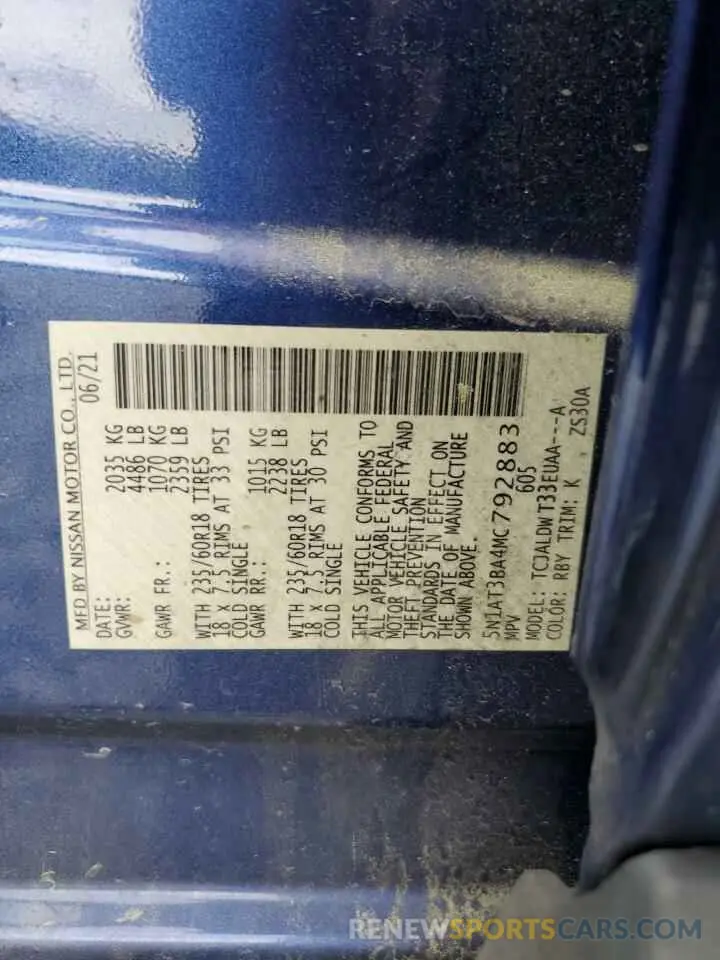 MFD BY NISSAN MOTOR CO., LTD.
DATE: 06/21
GVWR: 2035 KG
4486 LB
GAWR FR.: 1070 KG
2359 LB
WITH 235/60R18 TIRES
18 X 7.5 RIMS AT 33 PSI
COLD SINGLE
GAWR RR.: 1015 KG
2238 LB
WITH 235/60R18 TIRES
18 X 7.5 RIMS AT 30 PSI
COLD SINGLE
THIS VEHICLE CONFORMS TO
ALL APPLICABLE FEDERAL
MOTOR VEHICLE SAFETY AND
THEFT PREVENTION
STANDARDS IN EFFECT ON
THE DATE OF MANUFACTURE
SHOWN ABOVE.
5N1AT3BA4MC792883
MPV 605
MODEL: TCJALDWT33EUAA---A
COLOR: RBY TRIM: K ZS30A
RENEWSPORTSCARS.COM